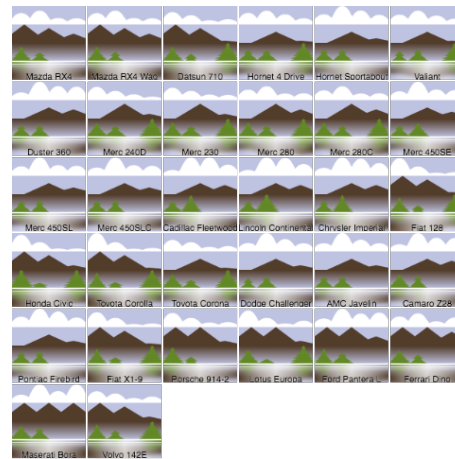 Mazda RX4 Mazda RX4 Wag Datsun 710 Hornet 4 Drive Hornet Sportabout Valiant
Duster 360 Merc 240D Merc 230 Merc 280 Merc 280C Merc 450SE
Merc 450SL Merc 450SLC Cadillac Fleetwood Lincoln Continental Chrysler Imperial Fiat 128
Honda Civic Toyota Corolla Toyota Corona Dodge Challenger AMC Javelin Camaro Z28
Pontiac Firebird Fiat X1-9 Porsche 914-2 Lotus Europa Ford Pantera L Ferrari Dino
Maserati Bora Volvo 142E